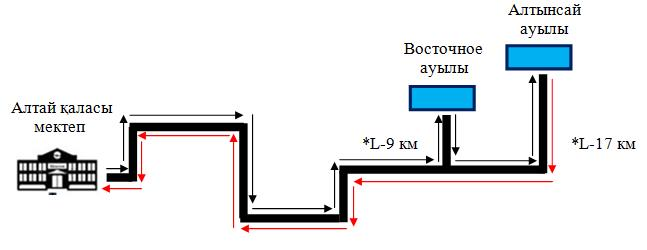 Алтынсай
ауылы
Восточное
ауылы
Алтай қаласы
мектеп
*L-9 км
*L-17 км